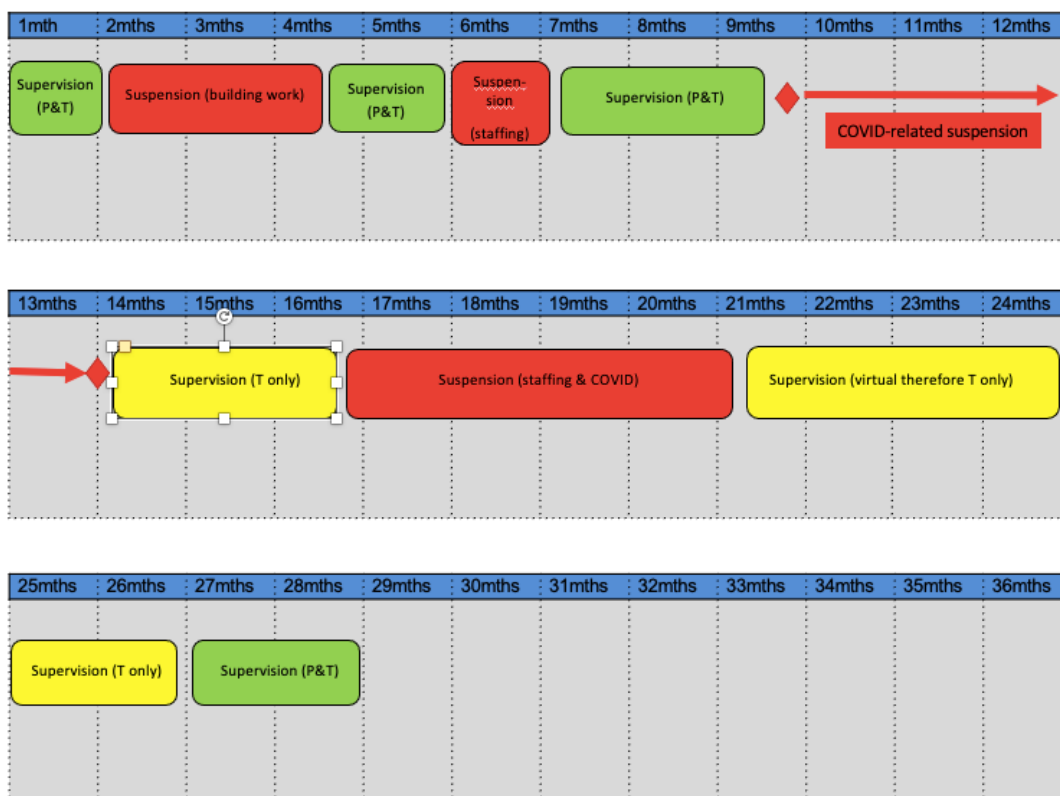 1mth 2mths 3mths 4mths 5mths 6mths 7mths 8mths 9mths 10mths 11mths 12mths
Supervision
(P&T)
Suspension (building work)
Supervision
(P&T)
Suspen-
sion
(staffing)
Supervision (P&T)
COVID-related suspension
13mths 14mths 15mths 16mths 17mths 18mths 19mths 20mths 21mths 22mths 23mths 24mths
Supervision (T only)
Suspension (staffing & COVID)
Supervision (virtual therefore T only)
25mths 26mths 27mths 28mths 29mths 30mths 31mths 32mths 33mths 34mths 35mths 36mths
Supervision (T only)
Supervision (P&T)